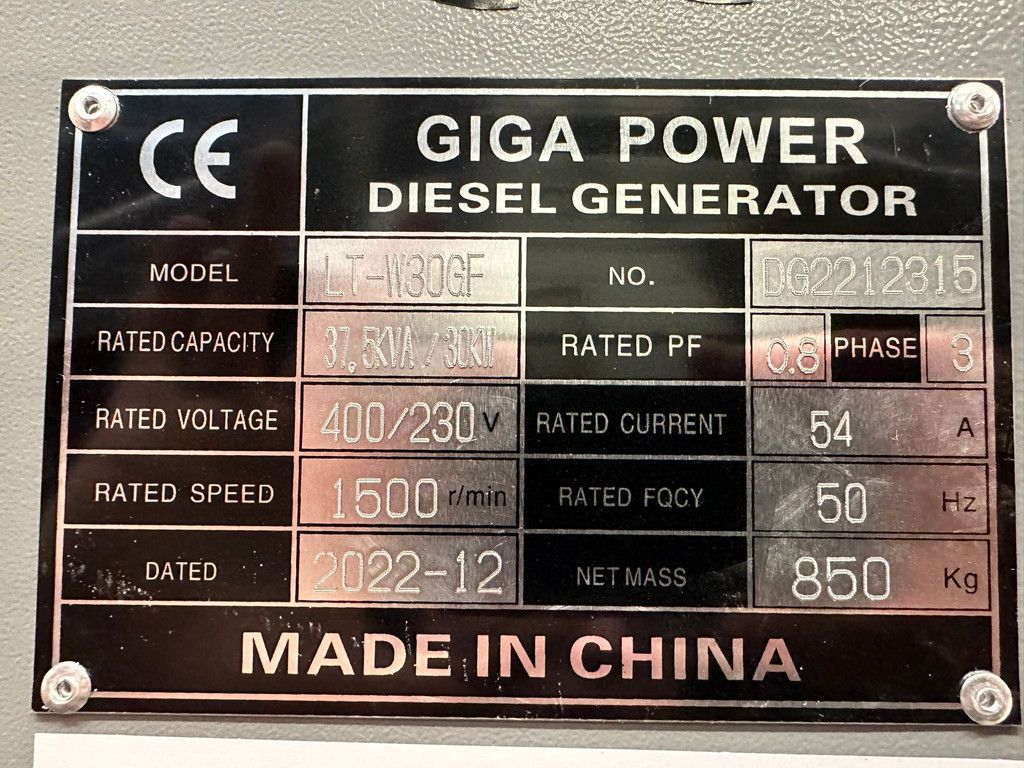 CE GIGA POWER
DIESEL GENERATOR
MODEL LT-W30GF NO. DG2212315
RATED CAPACITY 37,5KVA/30KW RATED PF 0.8 PHASE 3
RATED VOLTAGE 400/230 V RATED CURRENT 54 A
RATED SPEED 1500 r/min RATED FQCY 50 Hz
DATED 2022-12 NET MASS 850 Kg
MADE IN CHINA